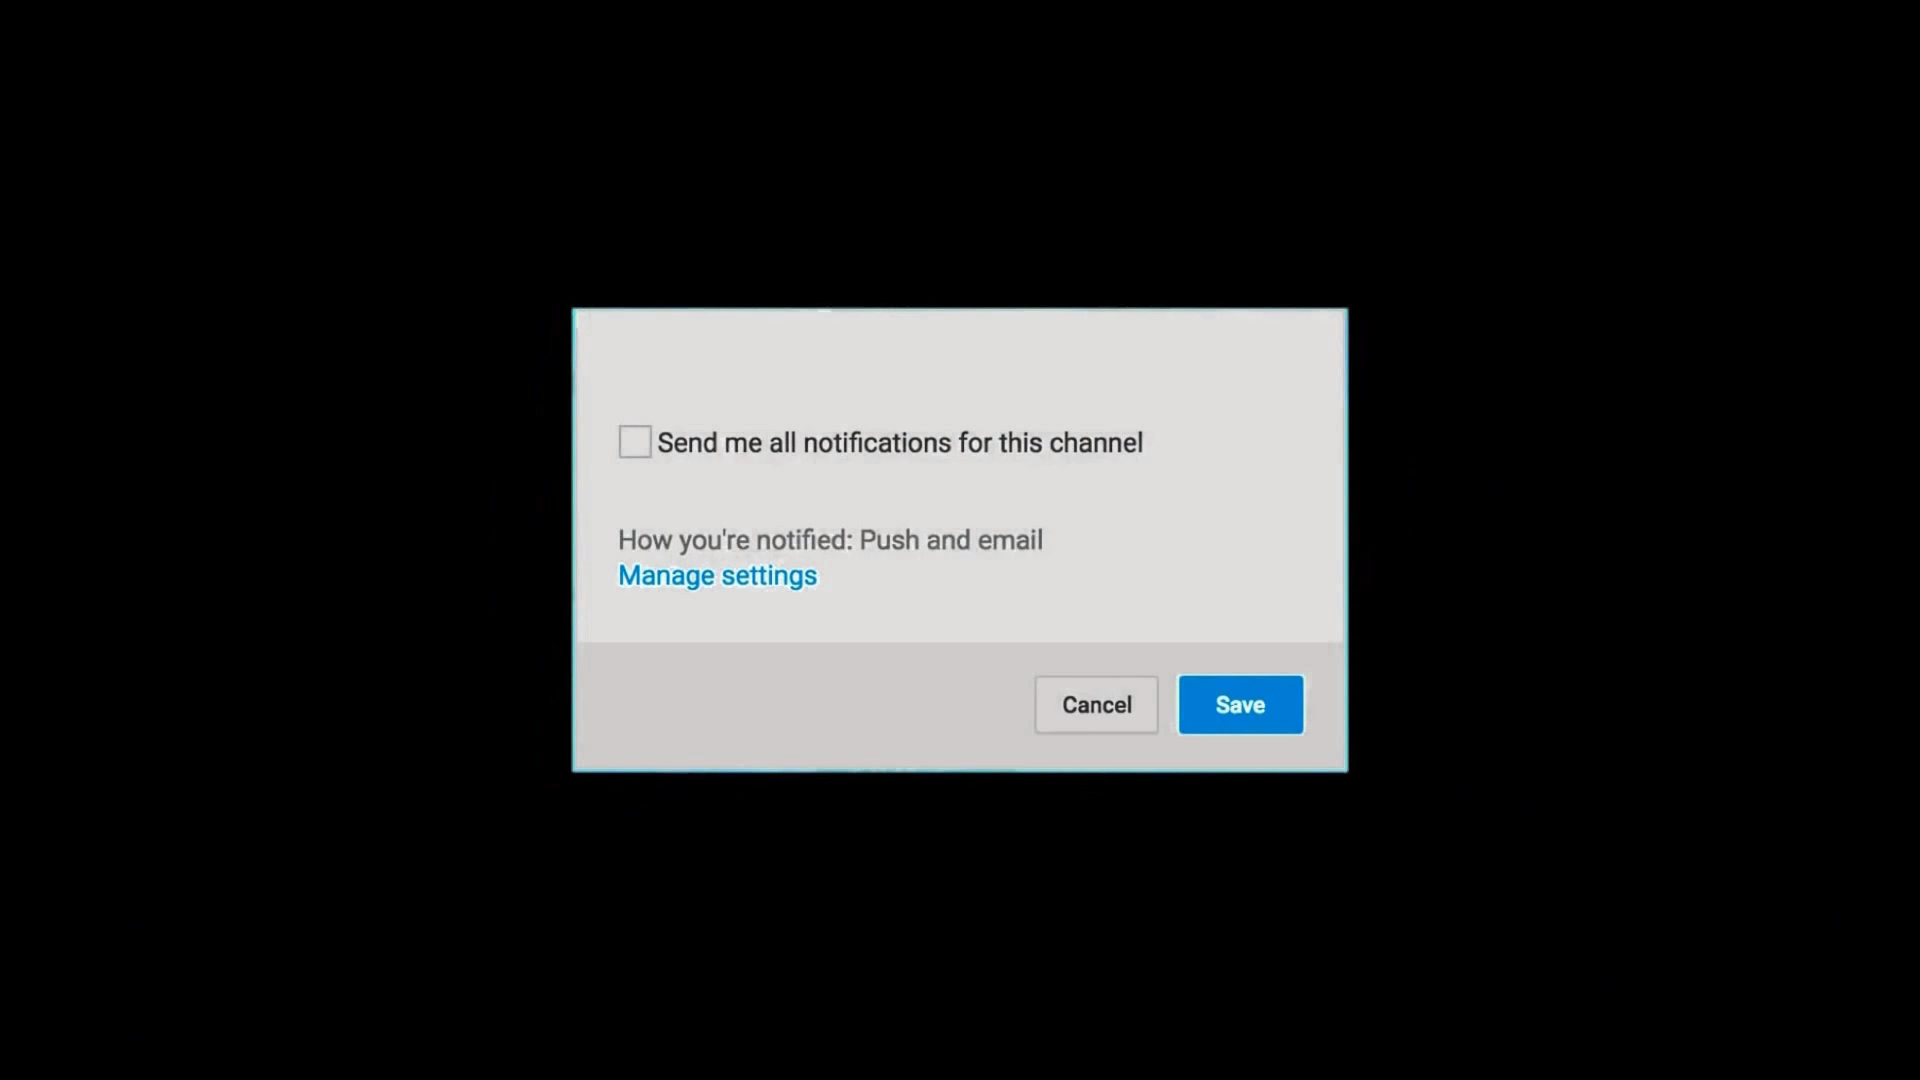 Send me all notifications for this channel
How you're notified: Push and email
Manage settings
Cancel
Save